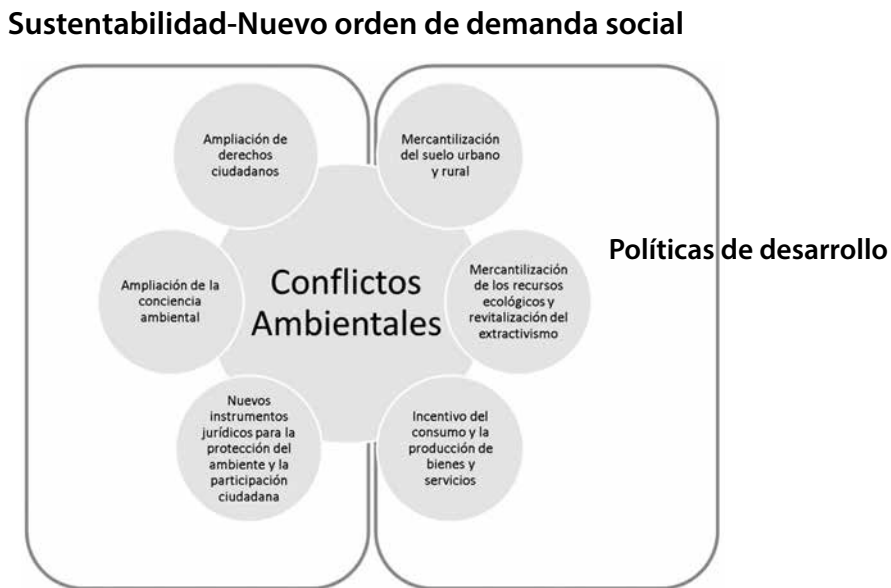 Sustentabilidad-Nuevo orden de demanda social
Ampliación de
derechos
ciudadanos
Mercantilización
del suelo urbano
y rural
Políticas de desarrollo
Ampliación de la
conciencia
ambiental
Conflictos
Ambientales
Mercantilización
de los recursos
ecológicos y
revitalización del
extractivismo
Nuevos
instrumentos
jurídicos para la
protección del
ambiente y la
participación
ciudadana
Incentivo del
consumo y la
producción de
bienes y
servicios